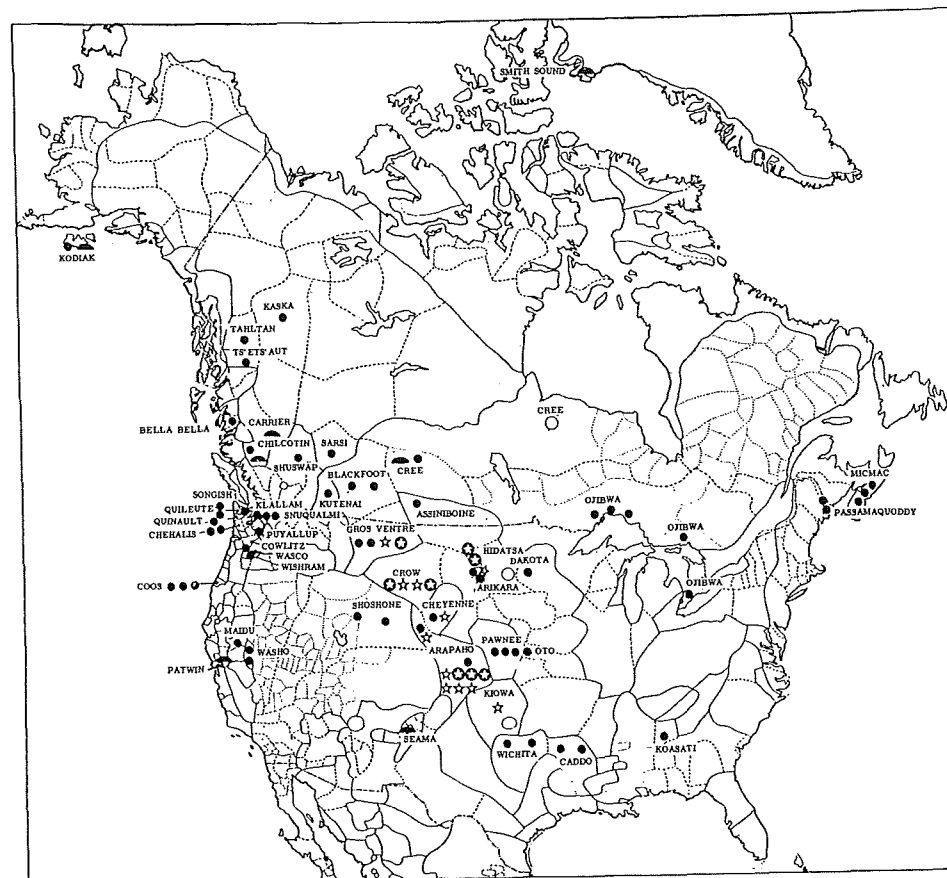 SMITH SOUND
KODIAK
KASKA
TAHLTAN
TS'ETS'AUT
CREE
BELLA BELLA
CARRIER
CHILCOTIN
SARSI
SHUSWAP
BLACKFOOT
CREE
MICMAC
SONGISH
QUILEUTE
KLALLAM
KUTENAI
ASSINIBOINE
OJIBWA
PASSAMAQUODDY
QUINAULT
SNUQUALMI
CHEHALIS
PUYALLUP
GROS VENTRE
OJIBWA
COWLITZ
WASCO
WISHRAM
HIDATSA
DAKOTA
CROW
ARIKARA
OJIBWA
COOS
SHOSHONE
CHEYENNE
MAIDU
WASHO
ARAPAHO
PAWNEE
OTO
PATWIN
KIOWA
SEAMA
WICHITA
CADDO
KOASATI